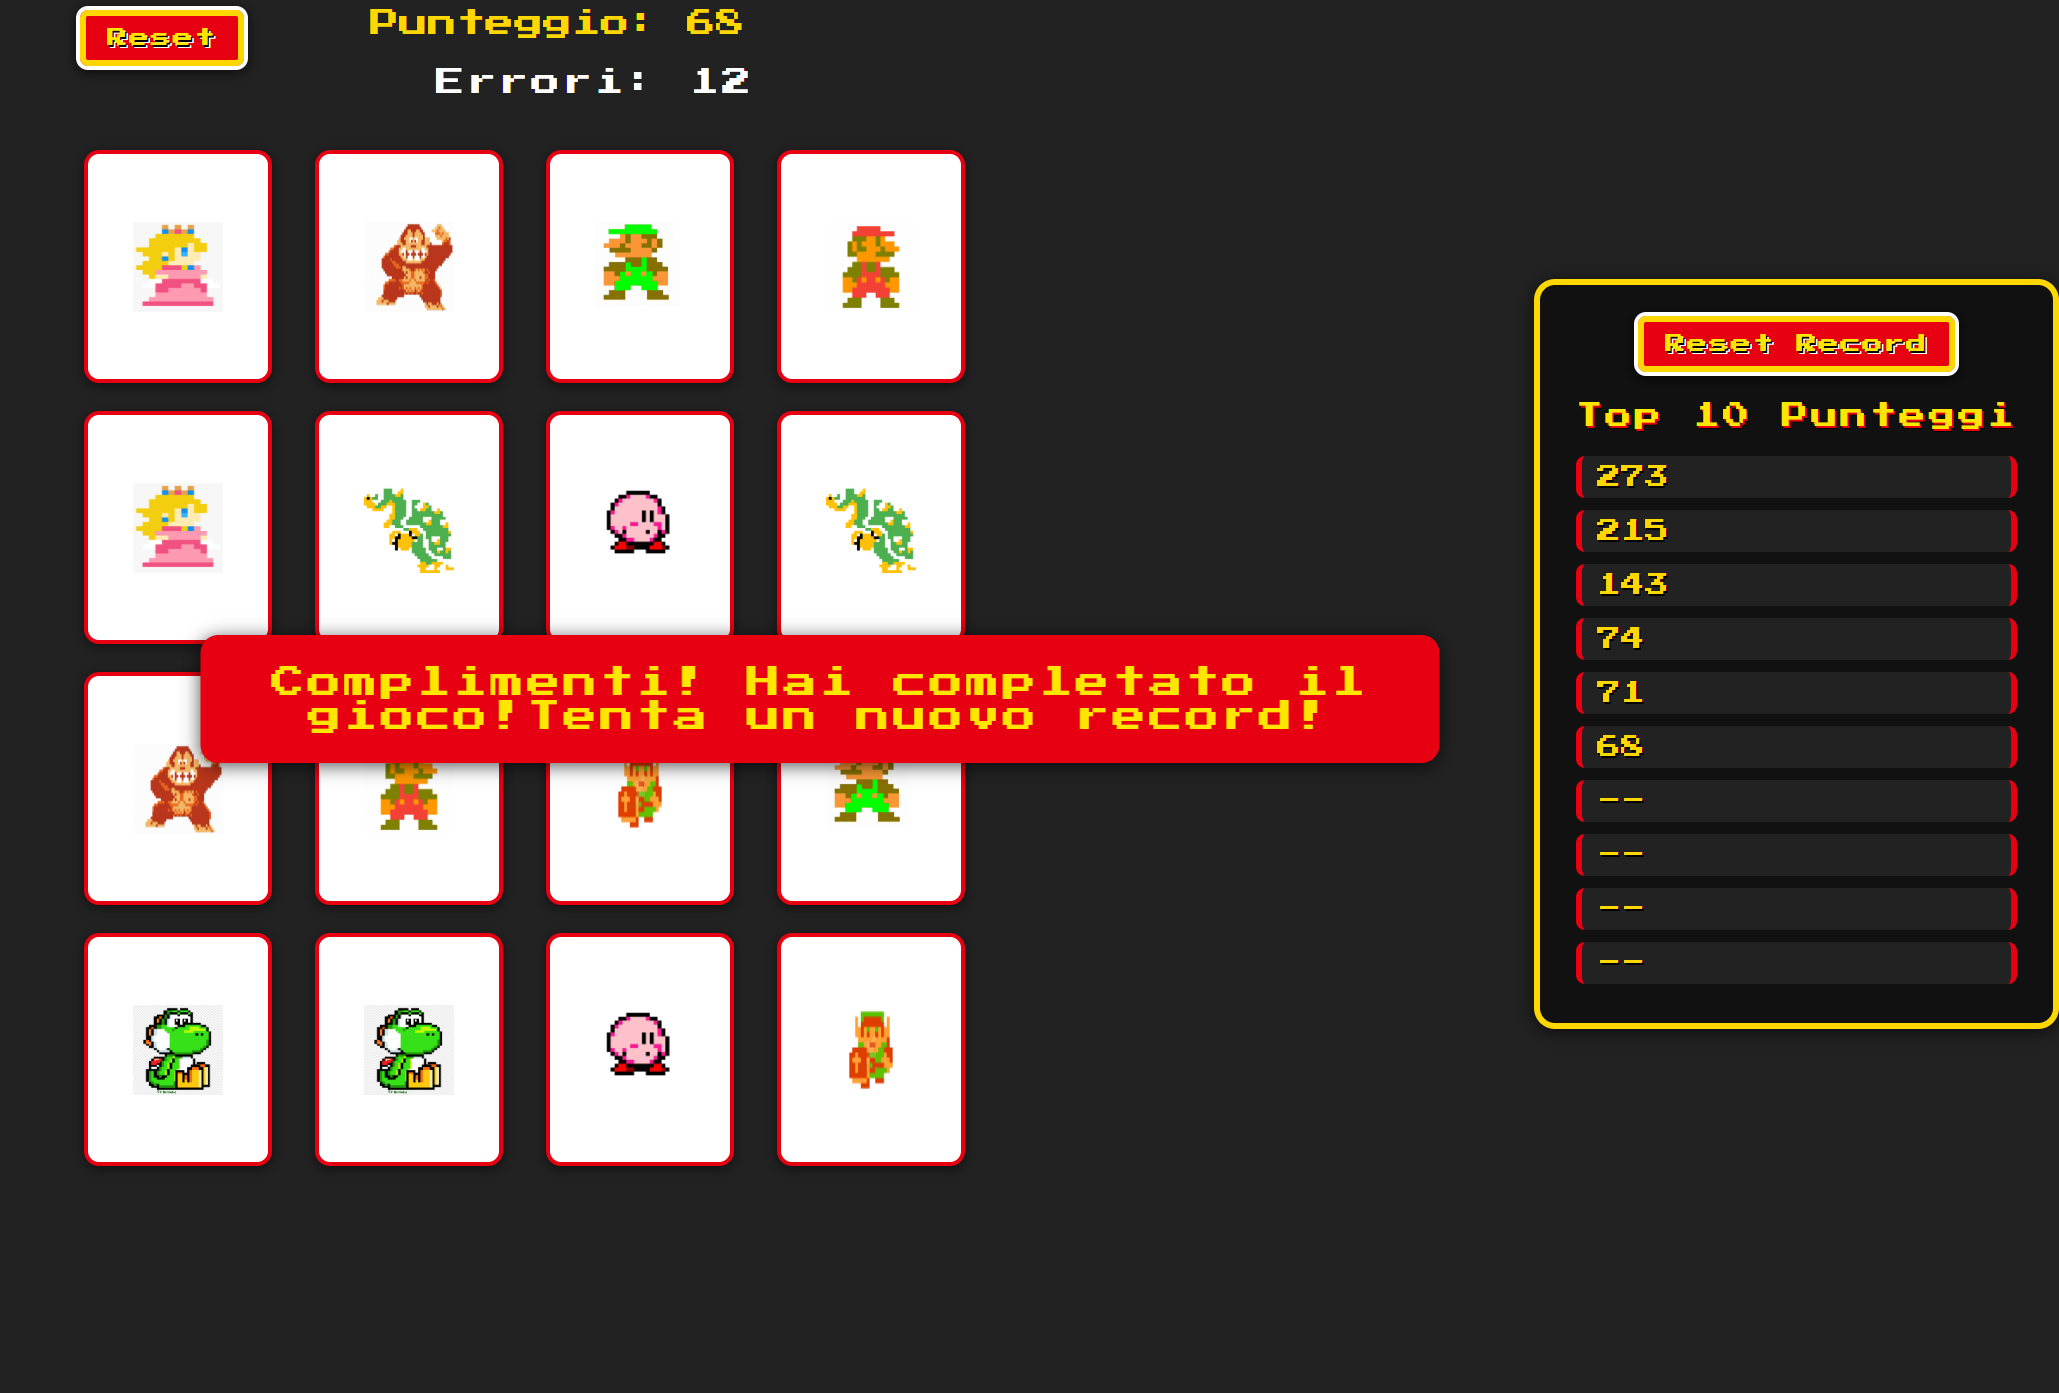 Reset
Punteggio: 68
Errori: 12
Complimenti! Hai completato il
gioco!Tenta un nuovo record!
Reset Record
Top 10 Punteggi
273
215
143
74
71
68
--
--
--
--